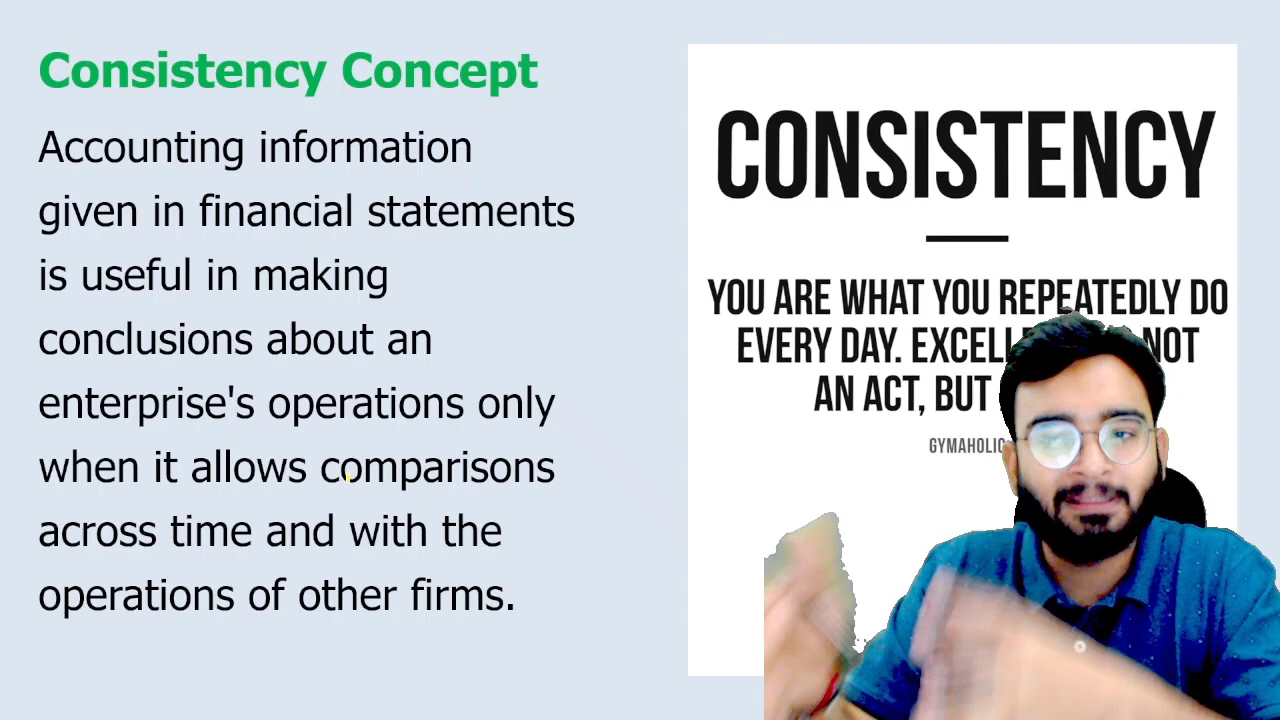 Consistency Concept
Accounting information
given in financial statements
is useful in making
conclusions about an
enterprise's operations only
when it allows comparisons
across time and with the
operations of other firms.
CONSISTENCY
YOU ARE WHAT YOU REPEATEDLY DO
EVERY DAY. NOT
AN ACT, BUT
GYMAHOLIC